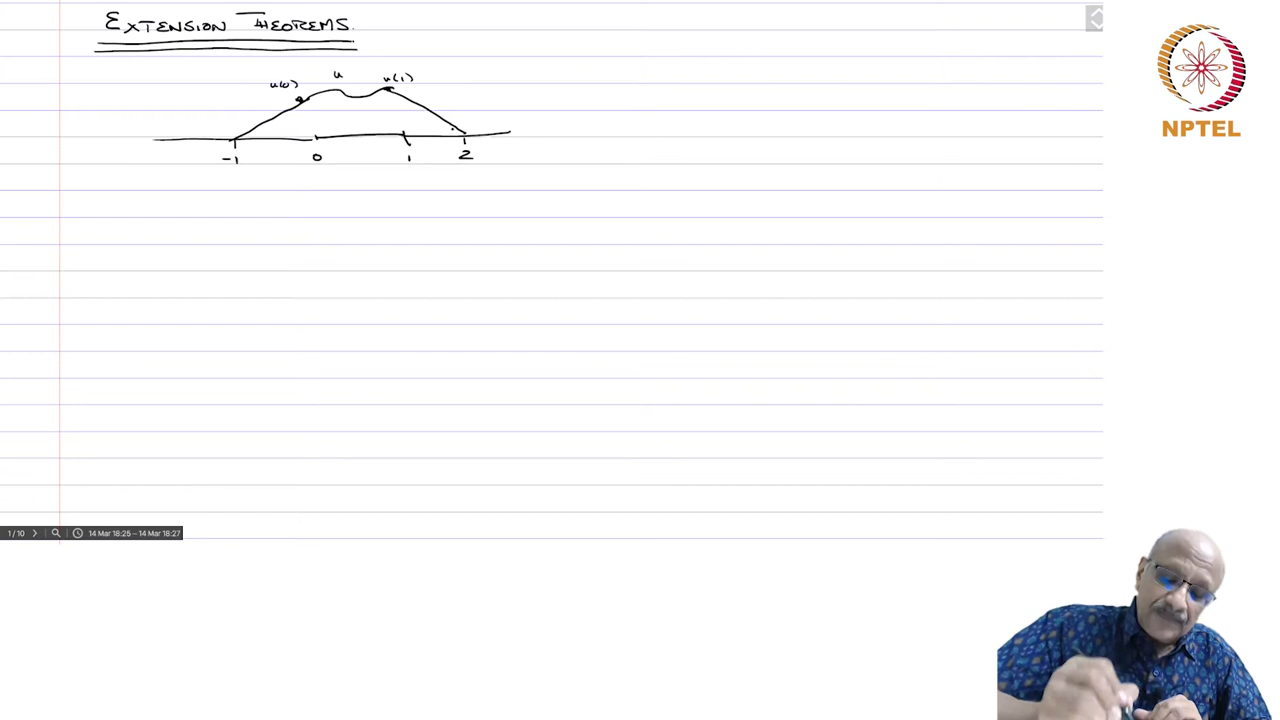 EXTENSION THEOREMS.
u(0) u u(1)
-1 0 1 2
1 / 10 14 Mar 18:25 – 14 Mar 18:27
NPTEL